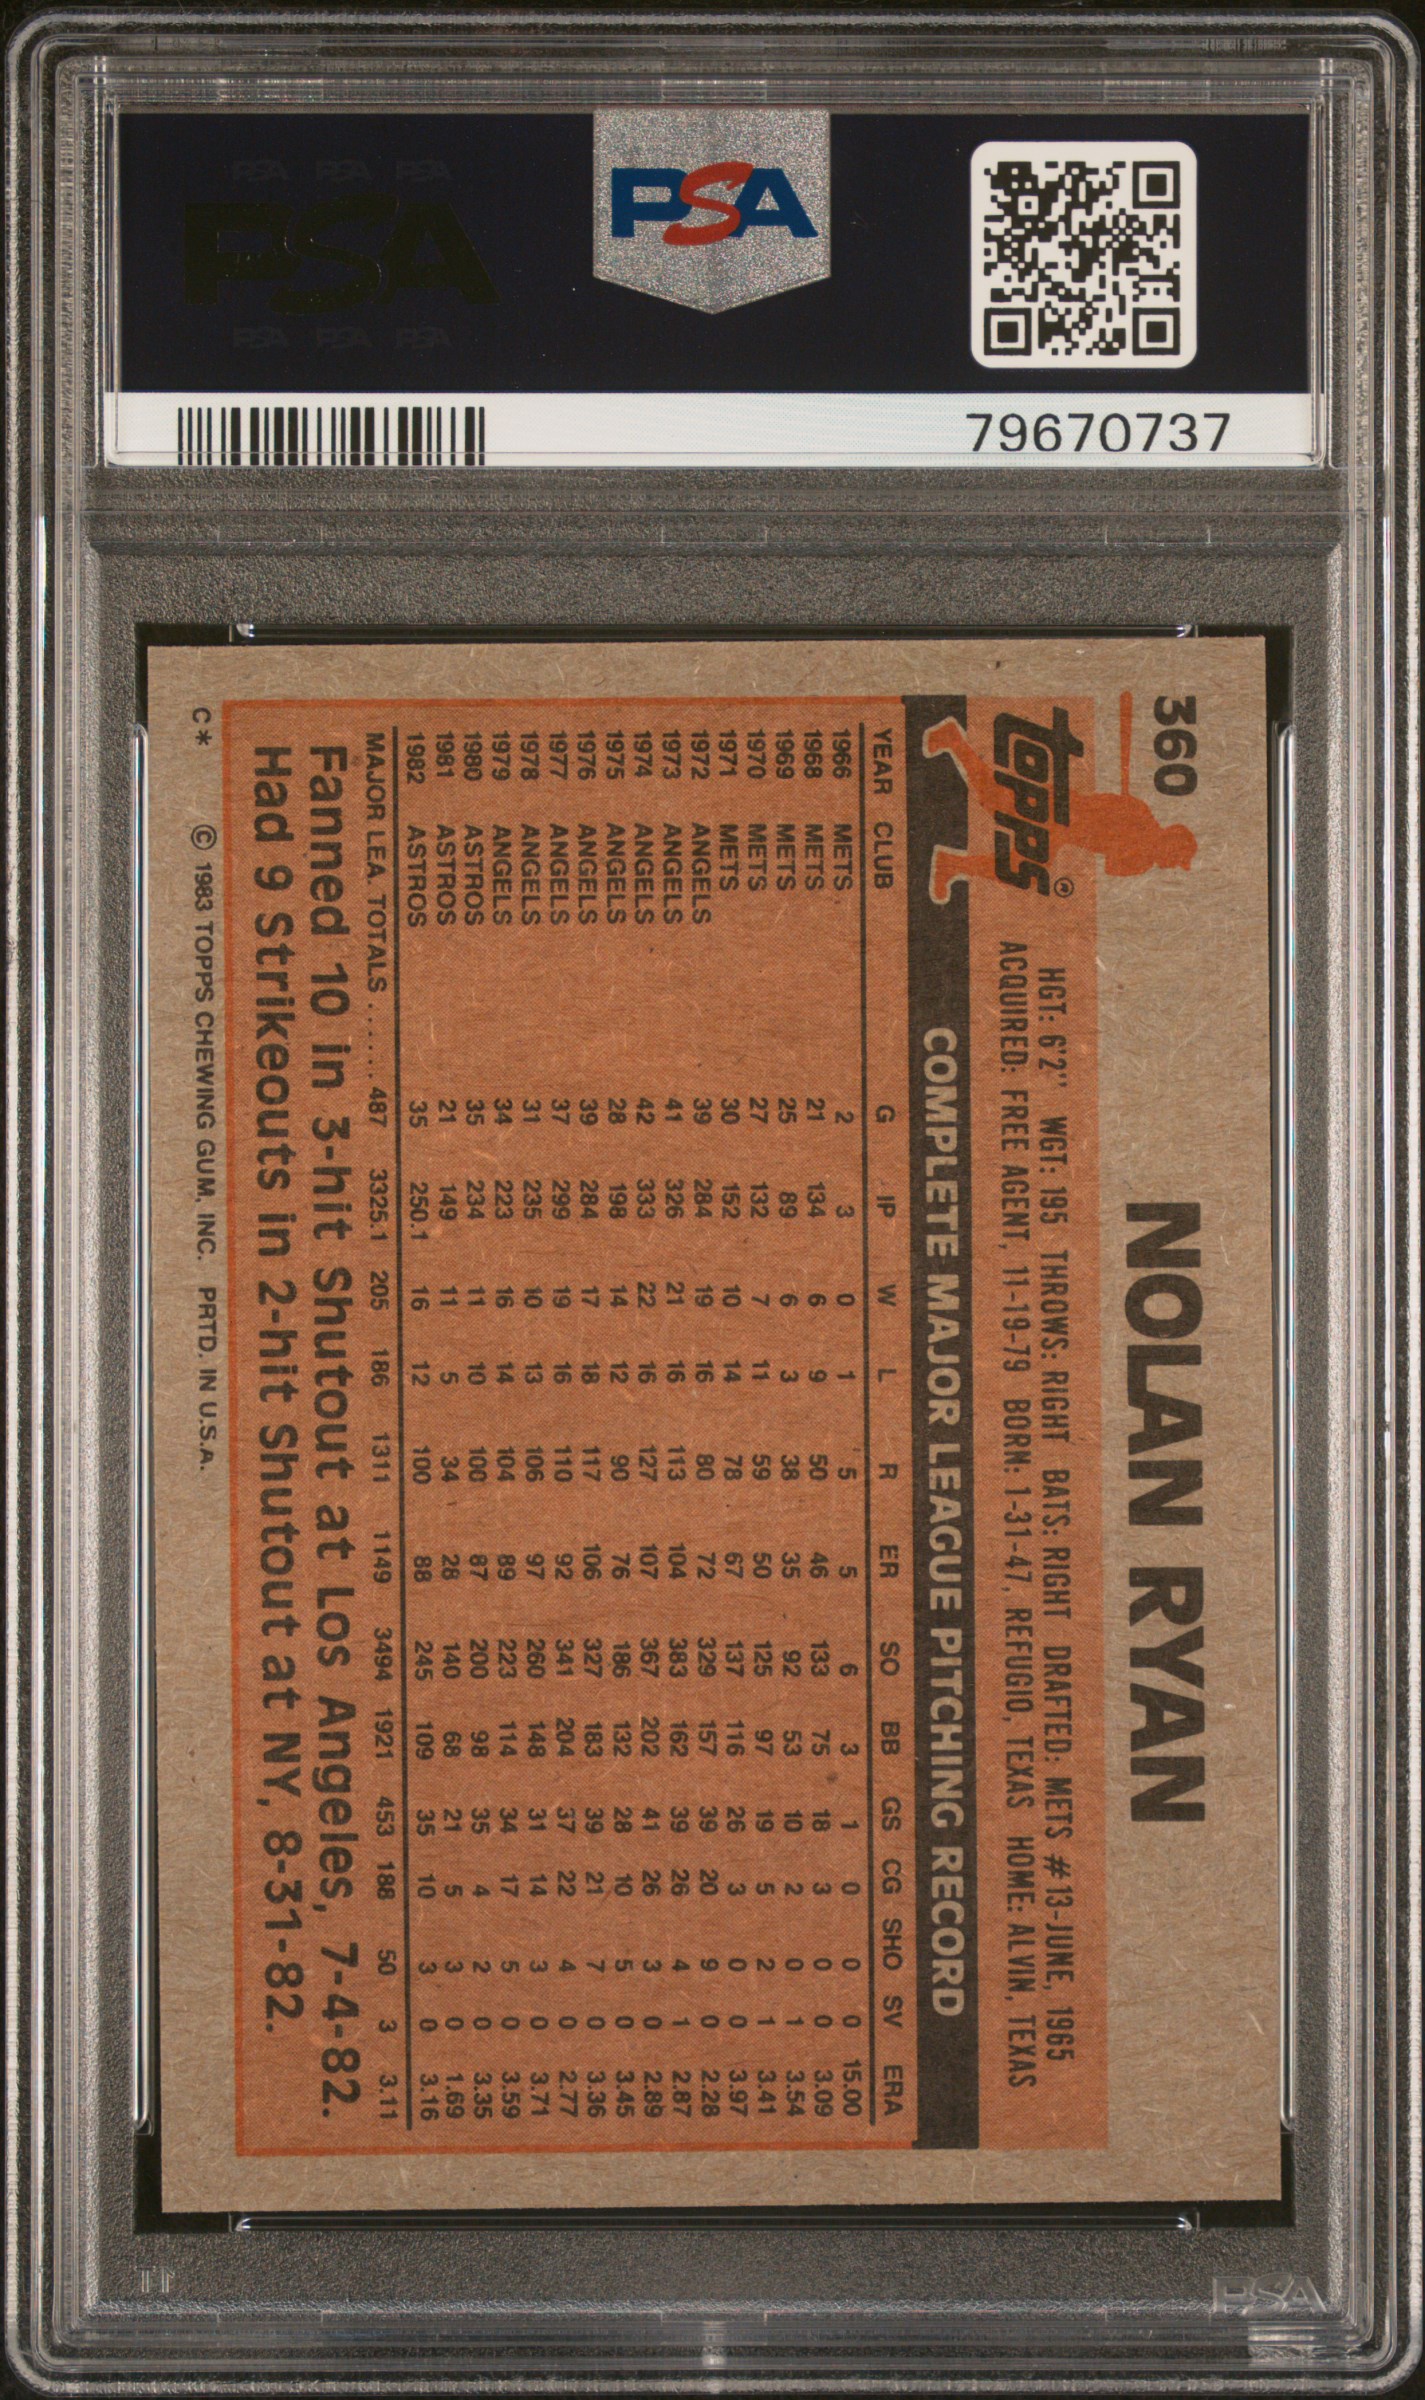 PSA PSA PSA
PSA
PSA PSA PSA
PSA
79670737
360
NOLAN RYAN
Topps®
HGT: 6'2" WGT: 195 THROWS: RIGHT BATS: RIGHT DRAFTED: METS #13-JUNE, 1965
ACQUIRED: FREE AGENT, 11-19-79 BORN: 1-31-47, REFUGIO, TEXAS HOME: ALVIN, TEXAS
COMPLETE MAJOR LEAGUE PITCHING RECORD
YEAR CLUB G IP W L R ER SO BB GS CG SHO SV ERA
1966 METS 2 3 0 1 5 5 6 3 1 0 0 0 15.00
1968 METS 21 134 6 9 50 46 133 75 18 3 0 0 3.09
1969 METS 25 89 6 3 38 35 92 53 10 2 0 1 3.54
1970 METS 27 132 7 11 59 50 125 97 19 5 2 1 3.41
1971 METS 30 152 10 14 78 67 137 116 26 3 0 0 3.97
1972 ANGELS 39 284 19 16 80 72 329 157 39 20 9 0 2.28
1973 ANGELS 41 326 21 16 113 104 383 162 39 26 4 1 2.87
1974 ANGELS 42 333 22 16 127 107 367 202 41 26 3 0 2.89
1975 ANGELS 28 198 14 12 90 76 186 132 28 10 5 0 3.45
1976 ANGELS 39 284 17 18 117 106 327 183 39 21 7 0 3.36
1977 ANGELS 37 299 19 16 110 92 341 204 37 22 4 0 2.77
1978 ANGELS 31 235 10 13 106 97 260 148 31 14 3 0 3.71
1979 ANGELS 34 223 16 14 104 89 223 114 34 17 5 0 3.59
1980 ASTROS 35 234 11 10 100 87 200 98 35 4 2 0 3.35
1981 ASTROS 21 149 11 5 34 28 140 68 21 5 3 0 1.69
1982 ASTROS 35 250.1 16 12 100 88 245 109 35 10 3 0 3.16
MAJOR LEA. TOTALS ...... 487 3325.1 205 186 1311 1149 3494 1921 453 188 50 3 3.11
Fanned 10 in 3-hit Shutout at Los Angeles, 7-4-82.
Had 9 Strikeouts in 2-hit Shutout at NY, 8-31-82.
C* © 1983 TOPPS CHEWING GUM, INC. PRTD. IN U.S.A.
PSA